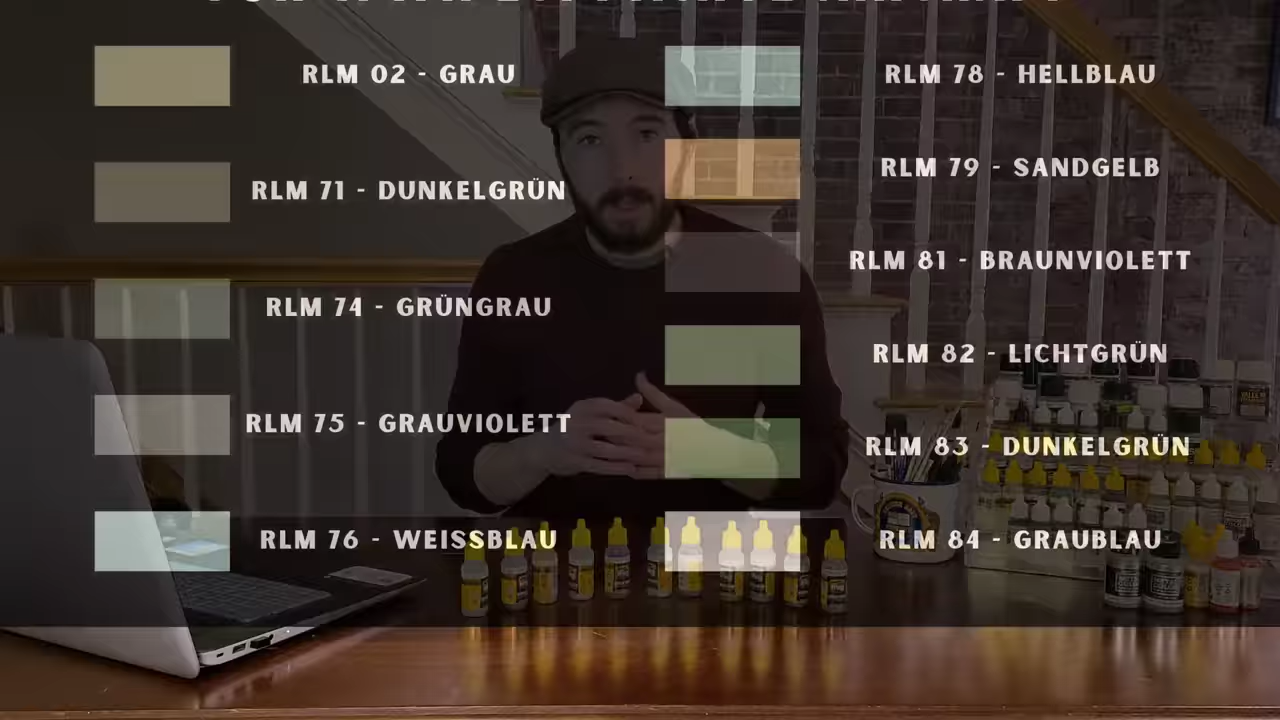 RLM 02 - GRAU
RLM 71 - DUNKELGRÜN
RLM 74 - GRÜNGRAU
RLM 75 - GRAUVIOLETT
RLM 76 - WEISSBLAU
RLM 78 - HELLBLAU
RLM 79 - SANDGELB
RLM 81 - BRAUNVIOLETT
RLM 82 - LICHTGRÜN
RLM 83 - DUNKELGRÜN
RLM 84 - GRAUBLAU